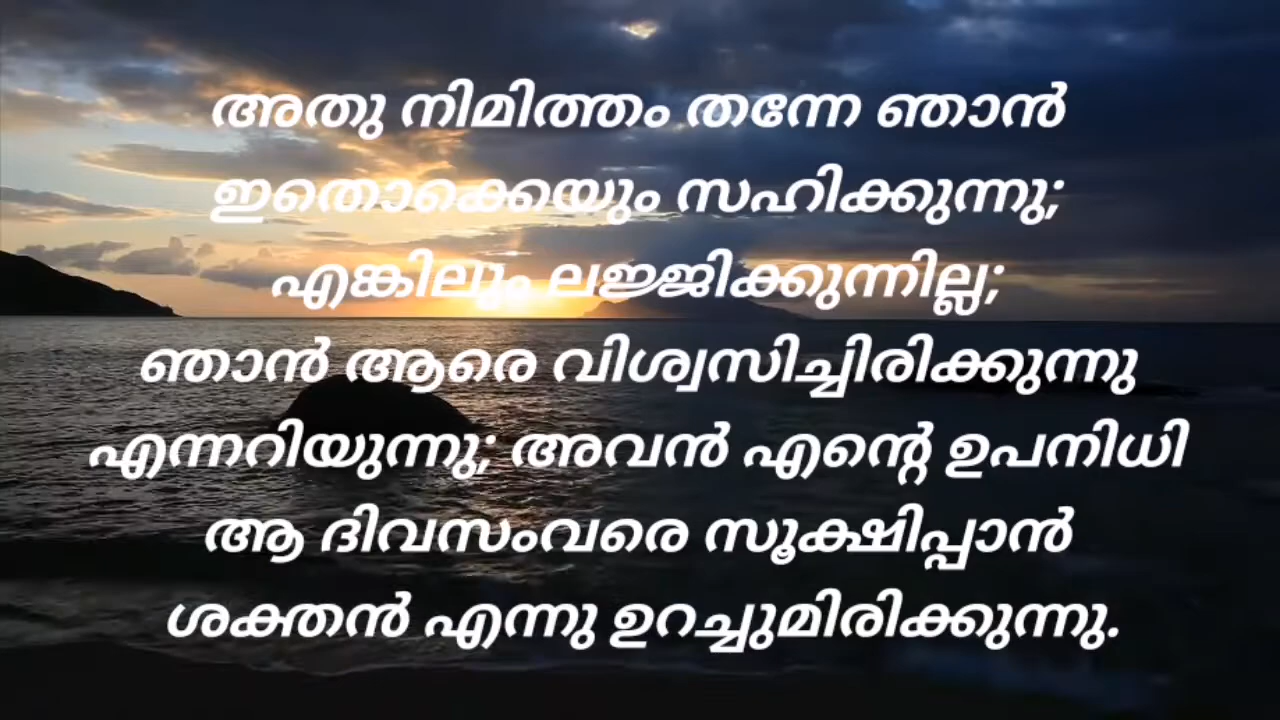 അതു നിമിത്തം തന്നേ ഞാൻ
ഇതൊക്കെയും സഹിക്കുന്നു;
എങ്കിലും ലജ്ജിക്കുന്നില്ല;
ഞാൻ ആരെ വിശ്വസിച്ചിരിക്കുന്നു
എന്നറിയുന്നു; അവൻ എന്റെ ഉപനിധി
ആ ദിവസംവരെ സൂക്ഷിപ്പാൻ
ശക്തൻ എന്നു ഉറച്ചുമിരിക്കുന്നു.